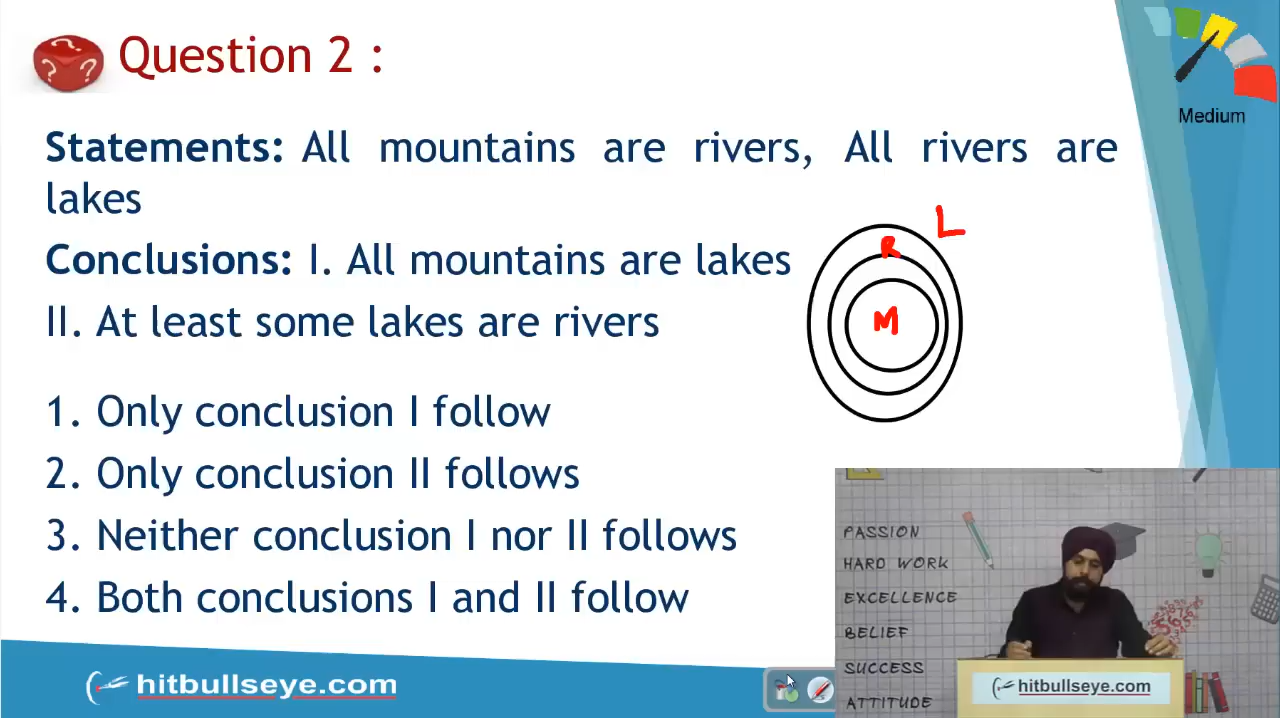 Question 2 :
Medium
Statements: All mountains are rivers, All rivers are
lakes
L
R
Conclusions: I. All mountains are lakes
II. At least some lakes are rivers
M
1. Only conclusion I follow
2. Only conclusion II follows
3. Neither conclusion I nor II follows
4. Both conclusions I and II follow
PASSION
HARD WORK
EXCELLENCE
BELIEF
SUCCESS
ATTITUDE
hitbullseye.com
hitbullseye.com